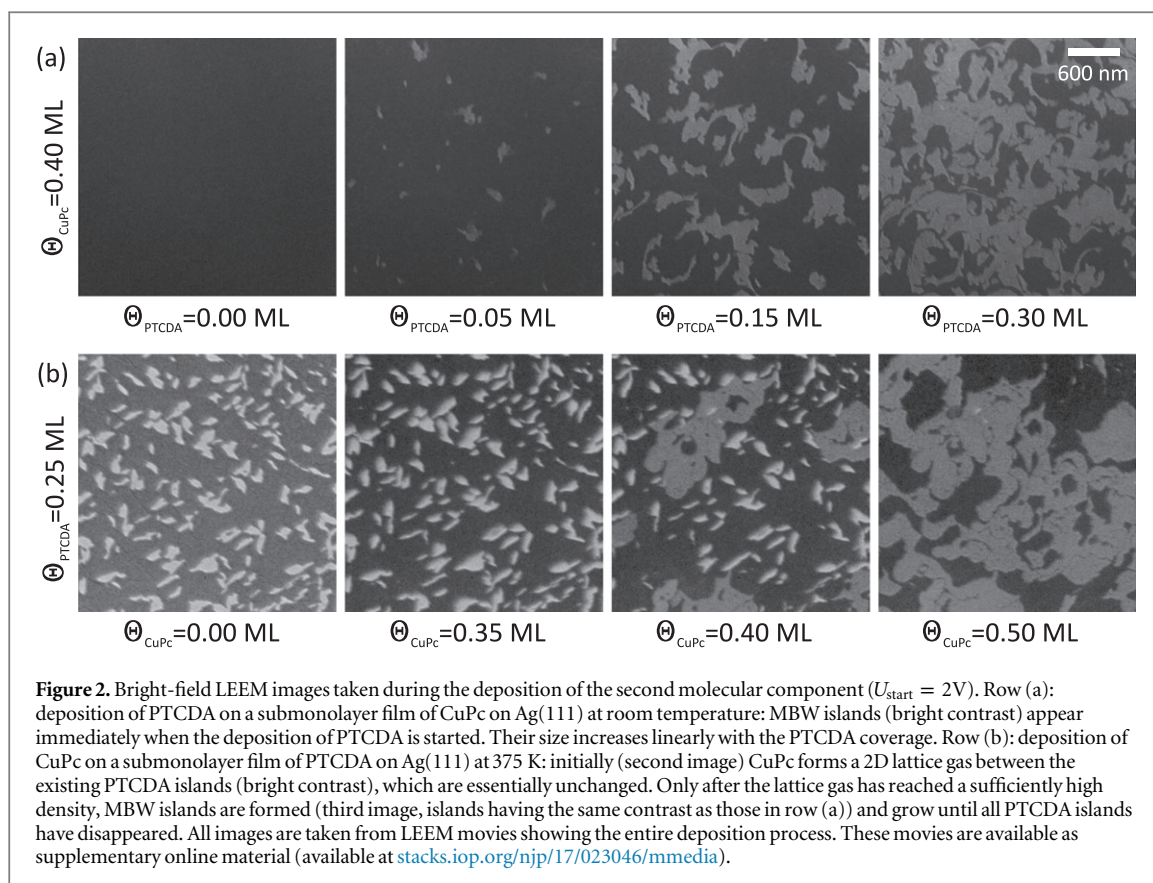 (a)
600 nm
Θ_CuPc=0.40 ML
Θ_PTCDA=0.00 ML
Θ_PTCDA=0.05 ML
Θ_PTCDA=0.15 ML
Θ_PTCDA=0.30 ML
(b)
Θ_PTCDA=0.25 ML
Θ_CuPc=0.00 ML
Θ_CuPc=0.35 ML
Θ_CuPc=0.40 ML
Θ_CuPc=0.50 ML
Figure 2. Bright-field LEEM images taken during the deposition of the second molecular component (U_start = 2V). Row (a):
deposition of PTCDA on a submonolayer film of CuPc on Ag(111) at room temperature: MBW islands (bright contrast) appear
immediately when the deposition of PTCDA is started. Their size increases linearly with the PTCDA coverage. Row (b): deposition of
CuPc on a submonolayer film of PTCDA on Ag(111) at 375 K: initially (second image) CuPc forms a 2D lattice gas between the
existing PTCDA islands (bright contrast), which are essentially unchanged. Only after the lattice gas has reached a sufficiently high
density, MBW islands are formed (third image, islands having the same contrast as those in row (a)) and grow until all PTCDA islands
have disappeared. All images are taken from LEEM movies showing the entire deposition process. These movies are available as
supplementary online material (available at stacks.iop.org/njp/17/023046/mmedia).